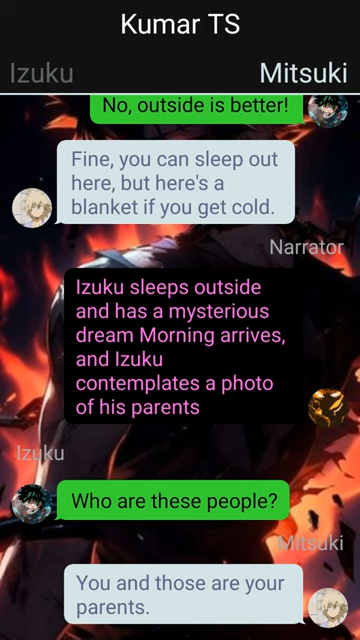 Kumar TS
Izuku
Mitsuki
No, outside is better!
Fine, you can sleep out
here, but here's a
blanket if you get cold.
Narrator
Izuku sleeps outside
and has a mysterious
dream Morning arrives,
and Izuku
contemplates a photo
of his parents
Izuku
Who are these people?
Mitsuki
You and those are your
parents.